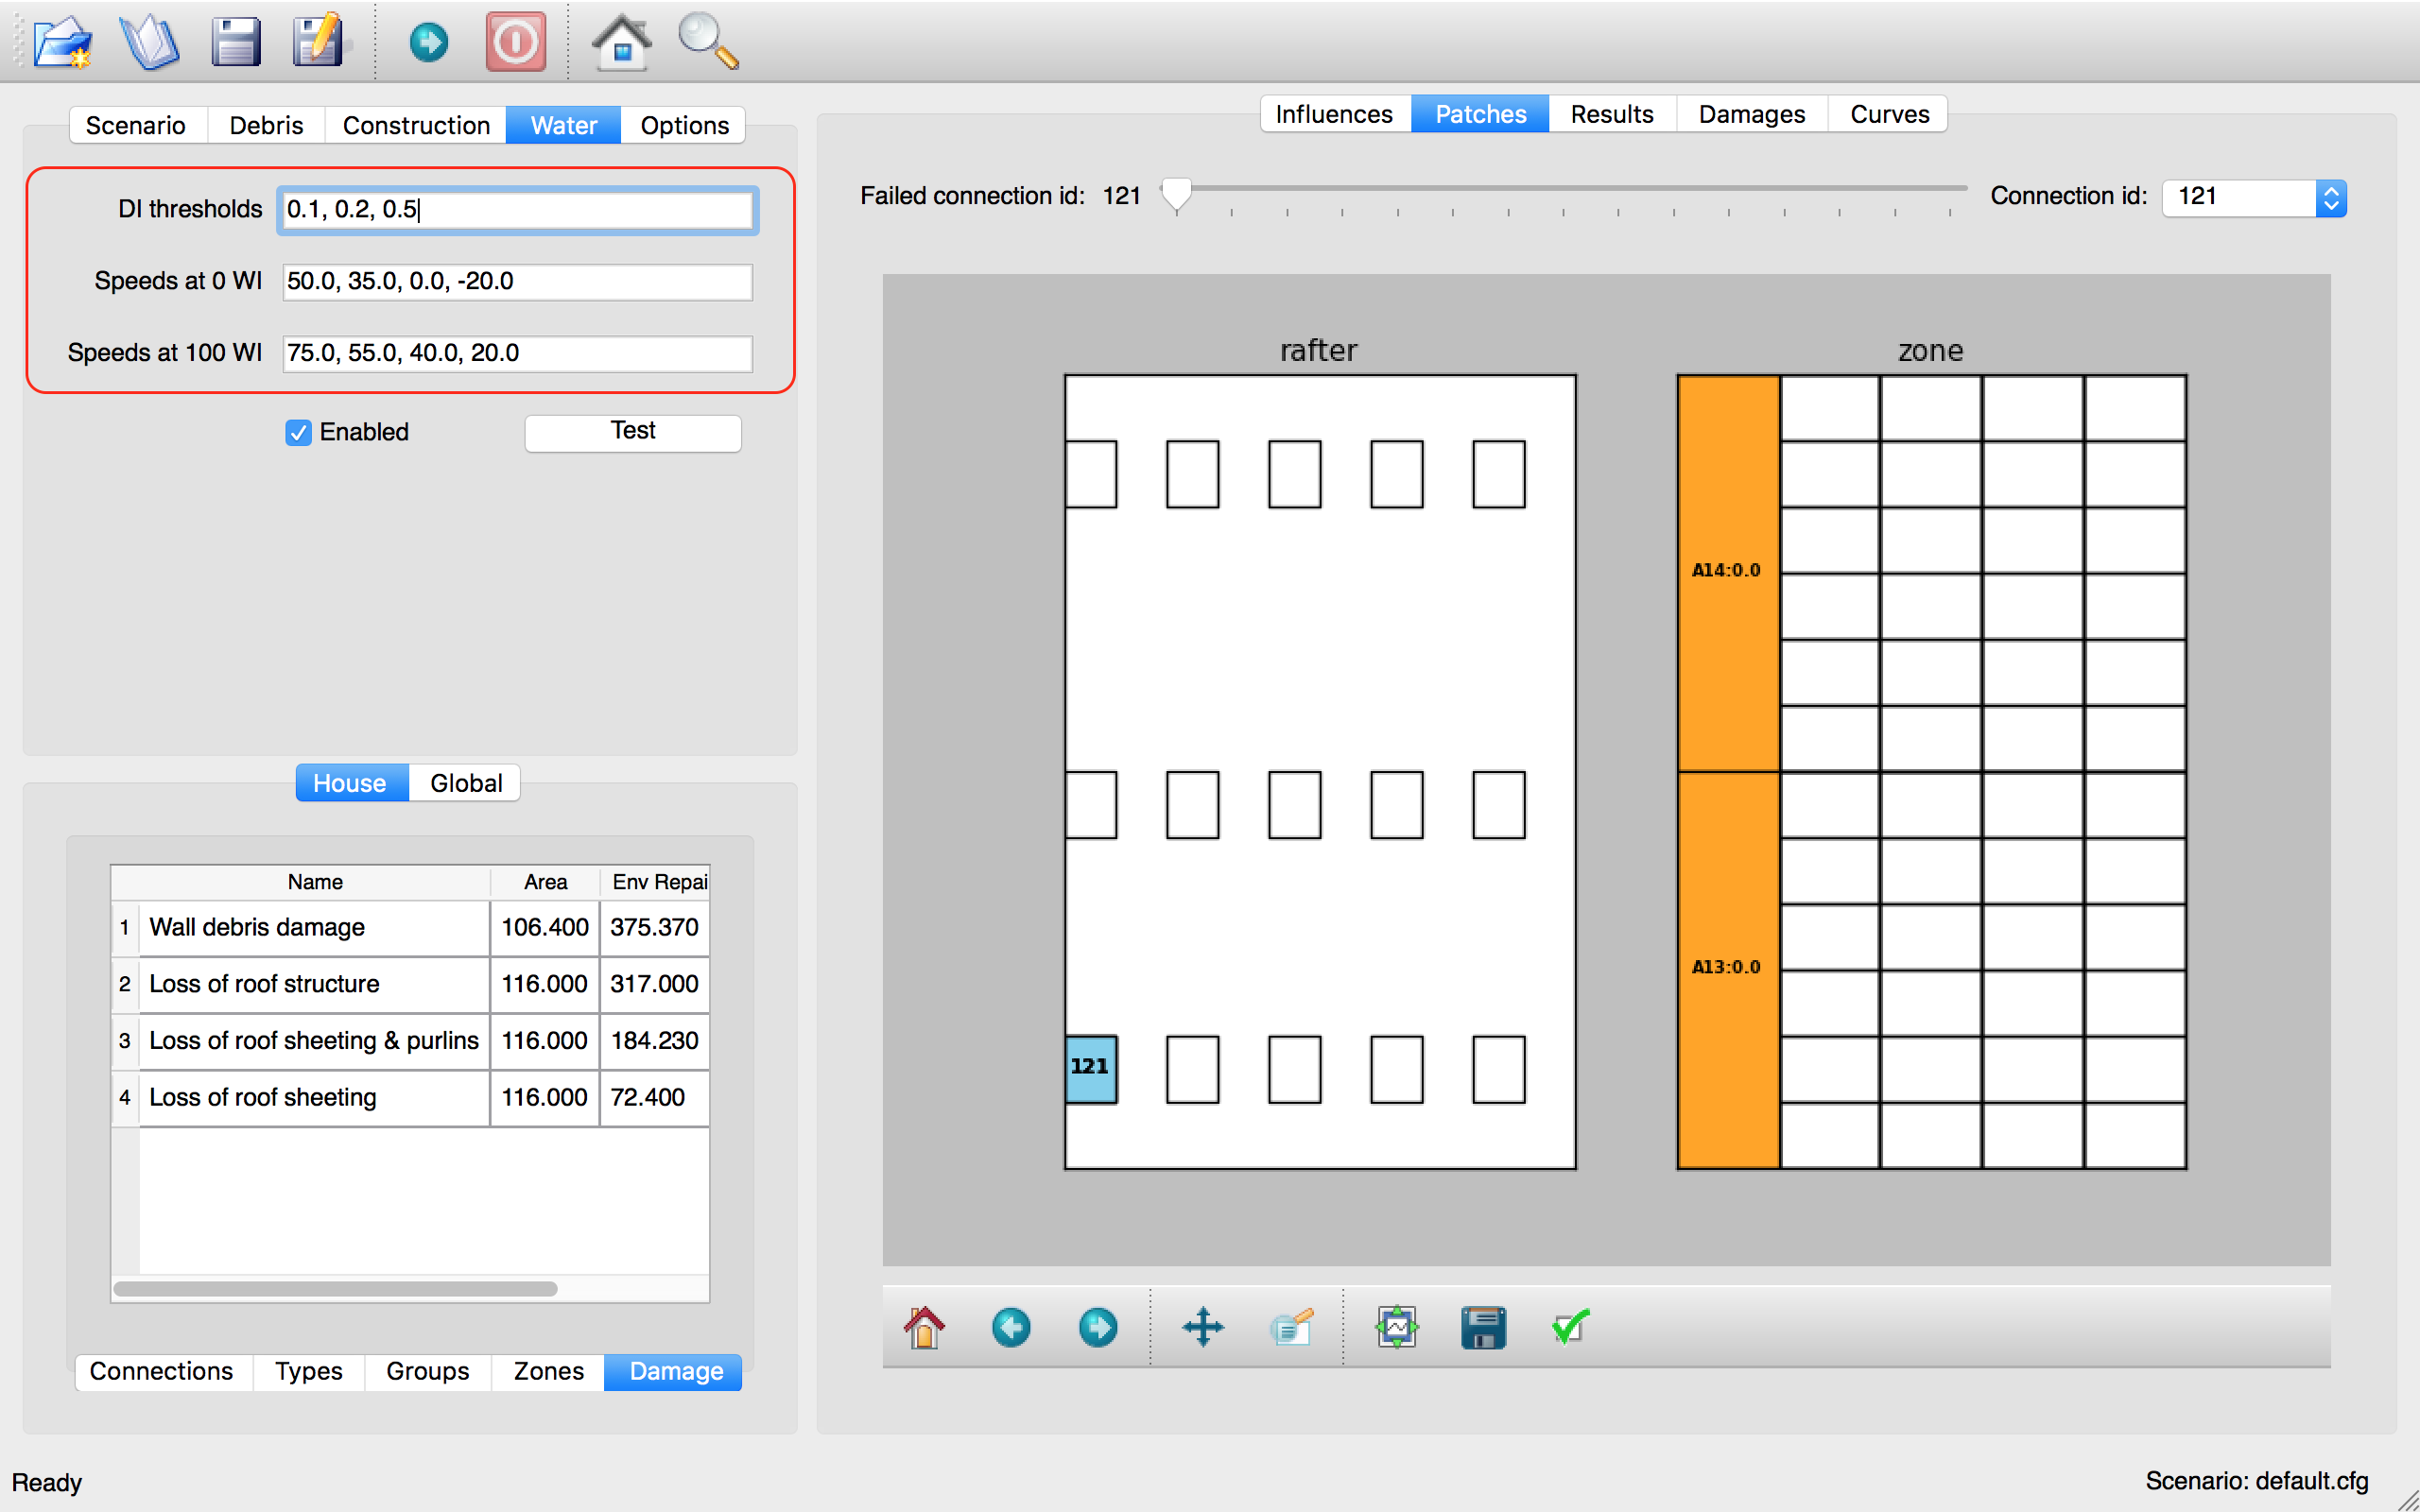 Scenario Debris Construction Water Options
DI thresholds 0.1, 0.2, 0.5
Speeds at 0 WI 50.0, 35.0, 0.0, -20.0
Speeds at 100 WI 75.0, 55.0, 40.0, 20.0
Enabled Test
House Global
Name Area Env Repai
1 Wall debris damage 106.400 375.370
2 Loss of roof structure 116.000 317.000
3 Loss of roof sheeting & purlins 116.000 184.230
4 Loss of roof sheeting 116.000 72.400
Connections Types Groups Zones Damage
Influences Patches Results Damages Curves
Failed connection id: 121 Connection id: 121
rafter zone
A14:0.0
A13:0.0
121
Ready Scenario: default.cfg